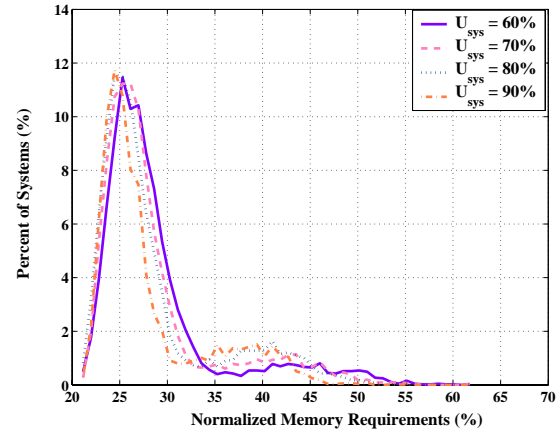 14
12
10
8
6
4
2
0
20 25 30 35 40 45 50 55 60 65 70
Percent of Systems (%)
Normalized Memory Requirements (%)
U_sys = 60%
U_sys = 70%
U_sys = 80%
U_sys = 90%